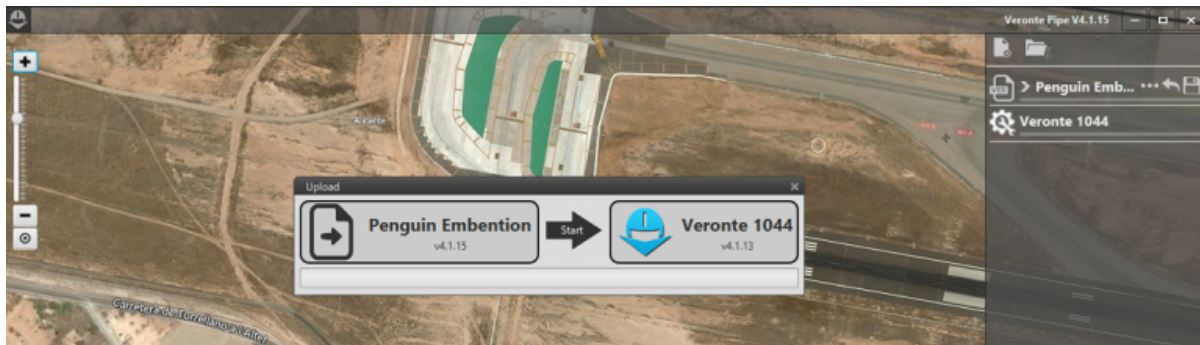 Veronte Pipe V4.1.15
Penguin Emb...
Veronte 1044
Alicante
Upload
Penguin Embention
v4.1.15
Start
Veronte 1044
v4.1.13
Carretera de Torrellano a l'Alter